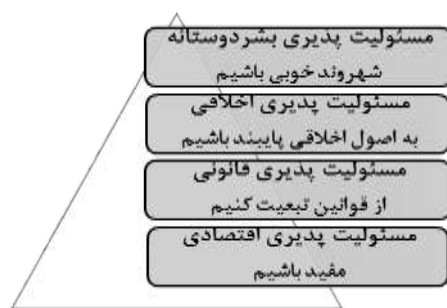 مسئولیت پذیری بشردوستانه
شهروند خوبی باشیم
مسئولیت پذیری اخلاقی
به اصول اخلاقی پایبند باشیم
مسئولیت پذیری قانونی
از قوانین تبعیت کنیم
مسئولیت پذیری اقتصادی
مفید باشیم